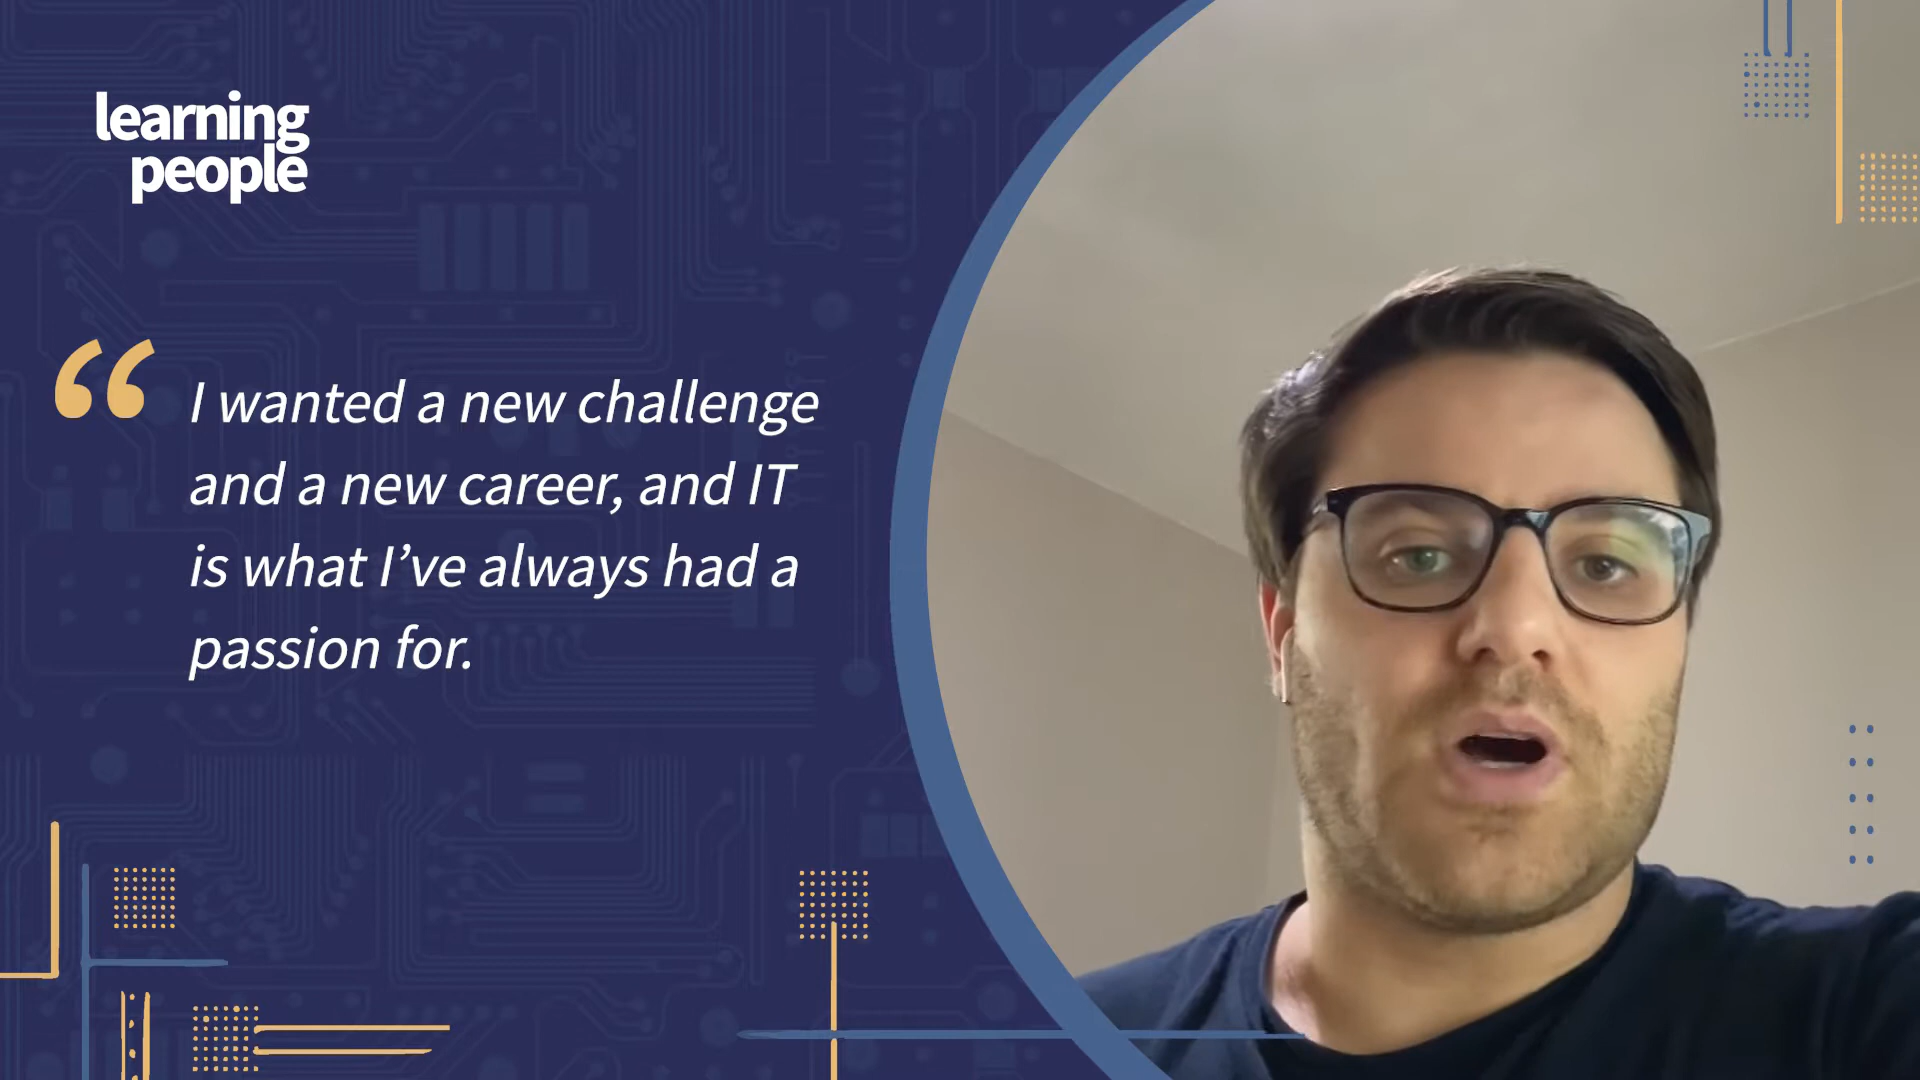 learning
people
“
I wanted a new challenge
and a new career, and IT
is what I’ve always had a
passion for.